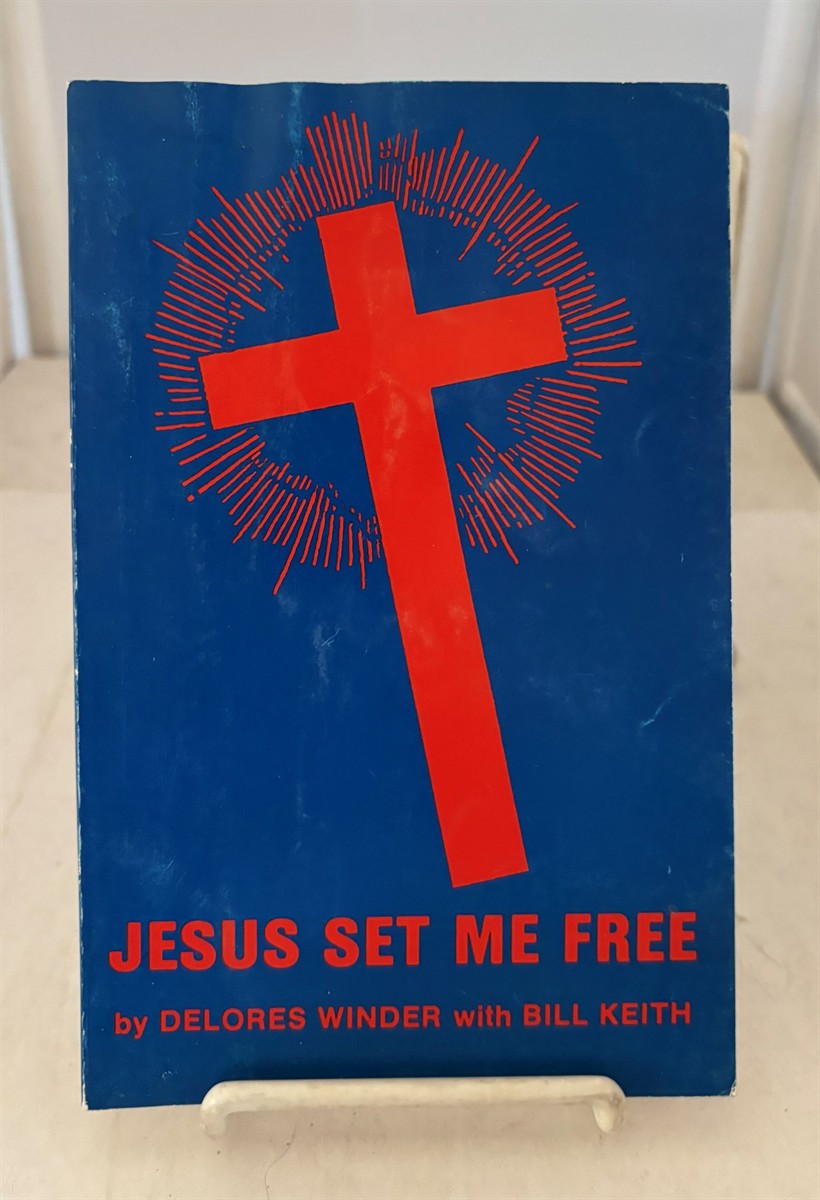 JESUS SET ME FREE
by DELORES WINDER with BILL KEITH